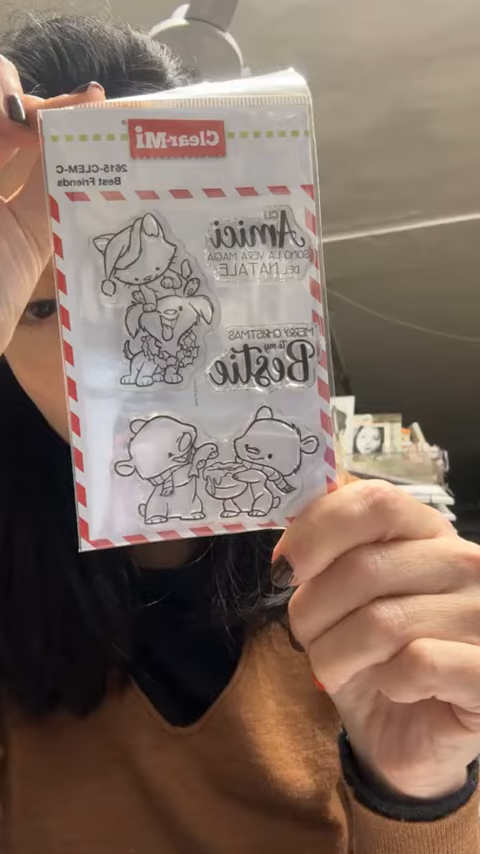 Clear-Mi
2615-CLEM-C
Best Friends
GLI
Amici
SONO LA VERA MAGIA
DEL NATALE
MERRY CHRISTMAS
to my
Bestie